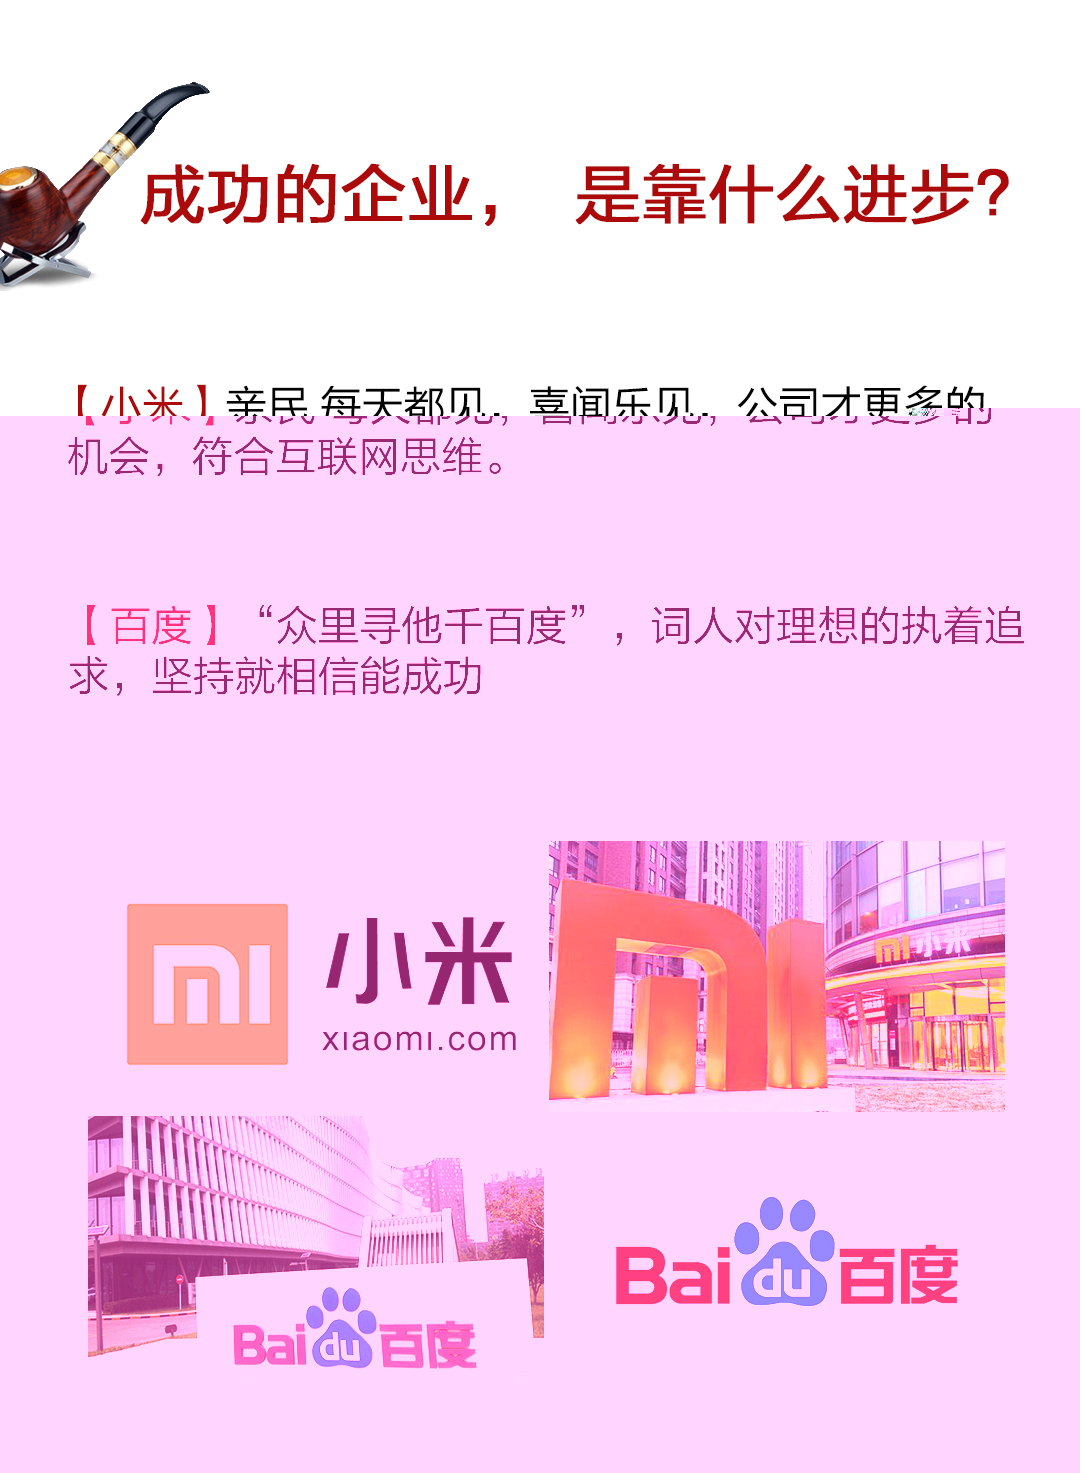 成功的企业， 是靠什么进步？
【小米】亲民 每天都见，喜闻乐见，公司才更多的
机会，符合互联网思维。
【百度】“众里寻他千百度”，词人对理想的执着追
求，坚持就相信能成功
小米
xiaomi.com
小米
Bai du 百度
Bai du 百度